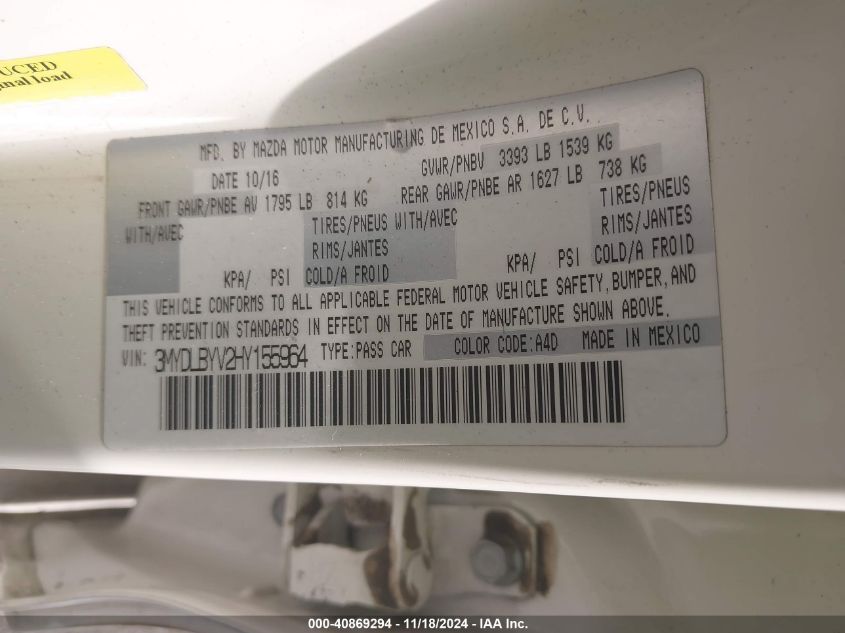 UCED
nal load
MFD. BY MAZDA MOTOR MANUFACTURING DE MEXICO S.A. DE C.V.
DATE 10/16 GVWR/PNBV 3393 LB 1539 KG
FRONT GAWR/PNBE AV 1795 LB 814 KG REAR GAWR/PNBE AR 1627 LB 738 KG
WITH/AVEC TIRES/PNEUS WITH/AVEC TIRES/PNEUS
RIMS/JANTES RIMS/JANTES
KPA/ PSI COLD/A FROID KPA/ PSI COLD/A FROID
THIS VEHICLE CONFORMS TO ALL APPLICABLE FEDERAL MOTOR VEHICLE SAFETY, BUMPER, AND
THEFT PREVENTION STANDARDS IN EFFECT ON THE DATE OF MANUFACTURE SHOWN ABOVE.
VIN: 3MYDLBYV2HY155964 TYPE:PASS CAR COLOR CODE:A4D MADE IN MEXICO
000-40869294 - 11/18/2024 - IAA Inc.